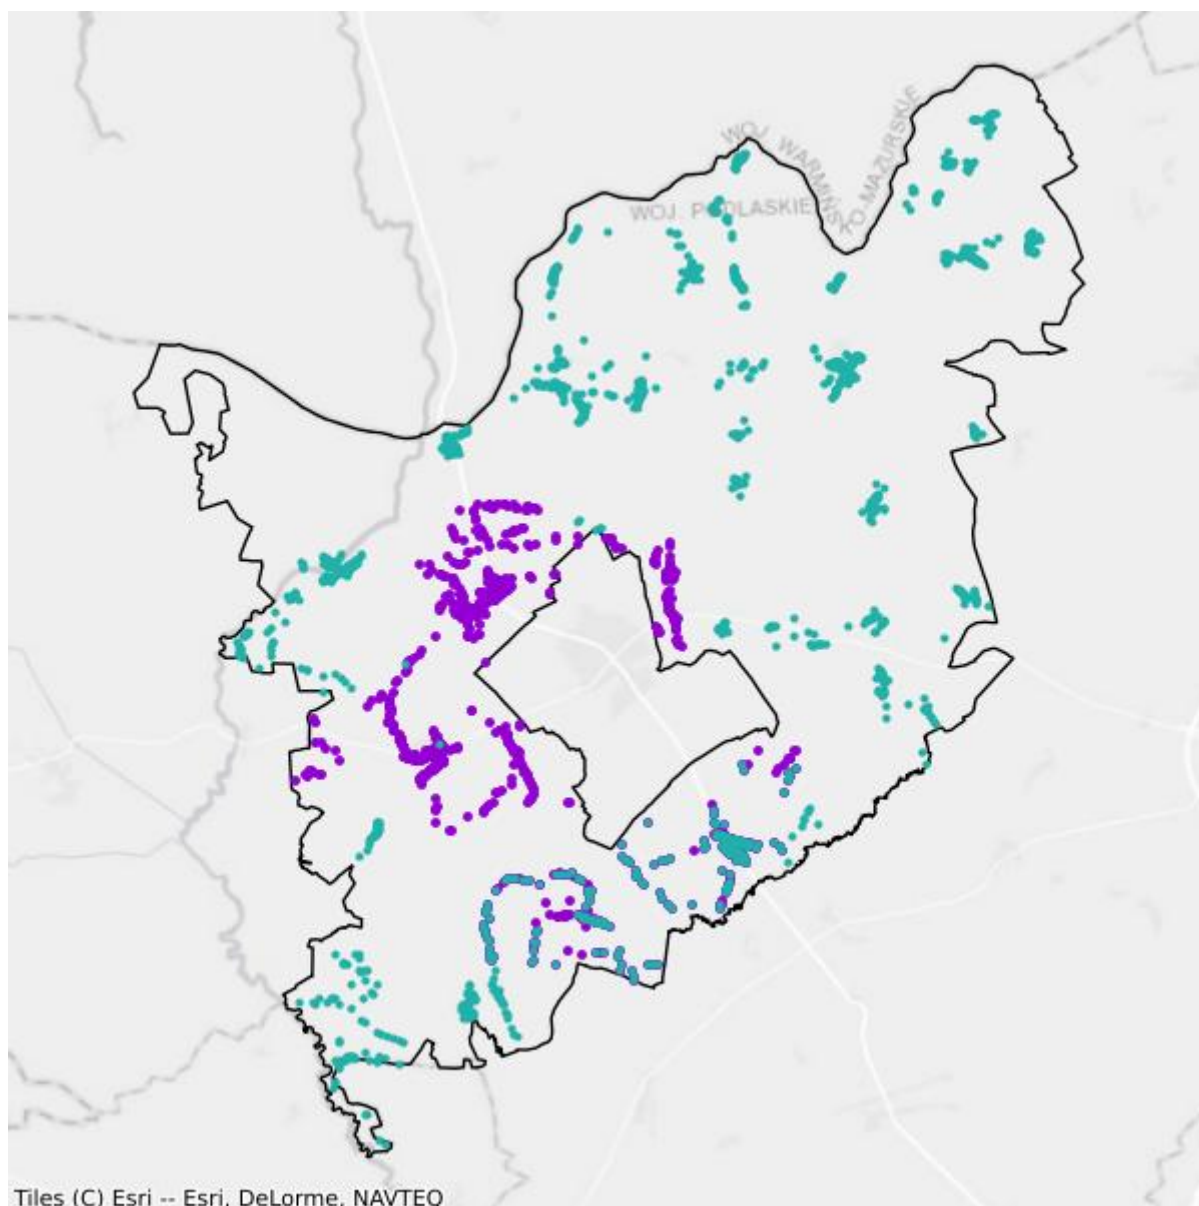 WOJ. WARMIŃSKO-MAZURSKIE
WOJ. PODLASKIE
Tiles (C) Esri -- Esri, DeLorme, NAVTEQ